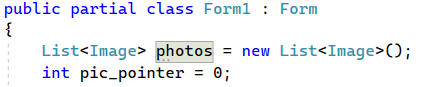 public partial class Form1 : Form
{
List<Image> photos = new List<Image>();
int pic_pointer = 0;